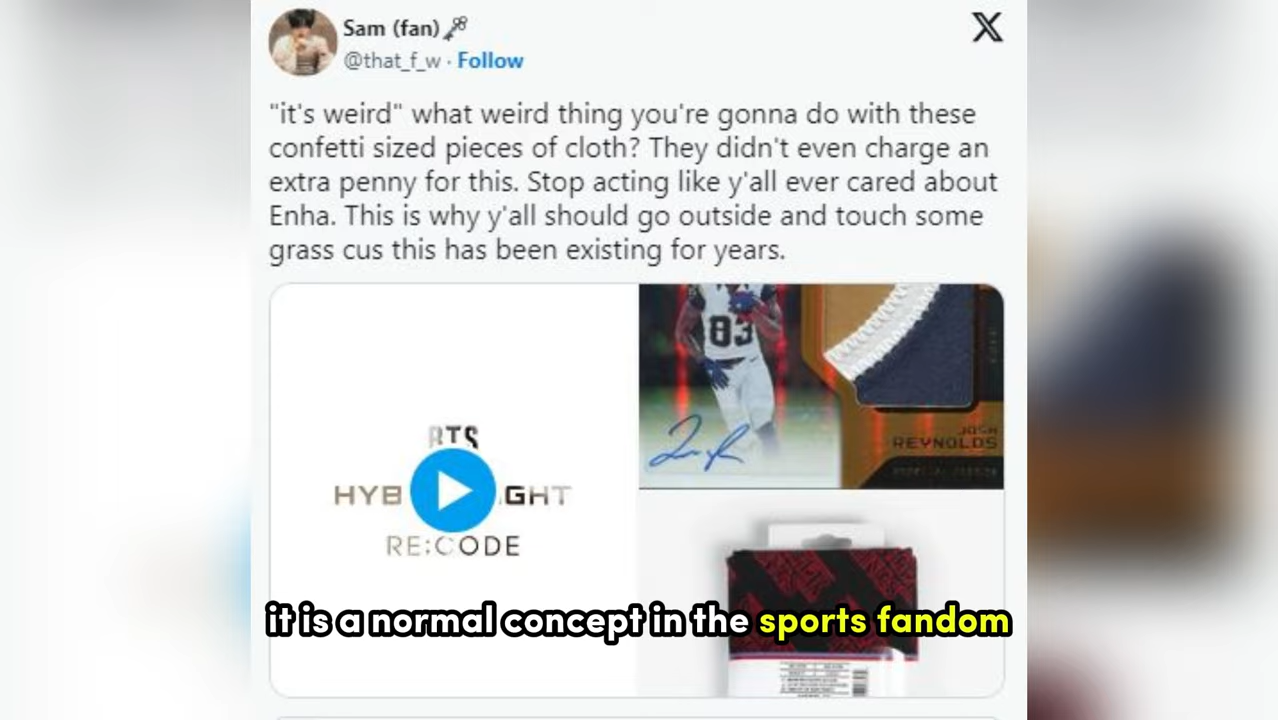 Sam (fan)
@that_f_w · Follow
"it's weird" what weird thing you're gonna do with these
confetti sized pieces of cloth? They didn't even charge an
extra penny for this. Stop acting like y'all ever cared about
Enha. This is why y'all should go outside and touch some
grass cus this has been existing for years.
BTS
RE:CODE
83
JOSH
REYNOLDS
it is a normal concept in the sports fandom